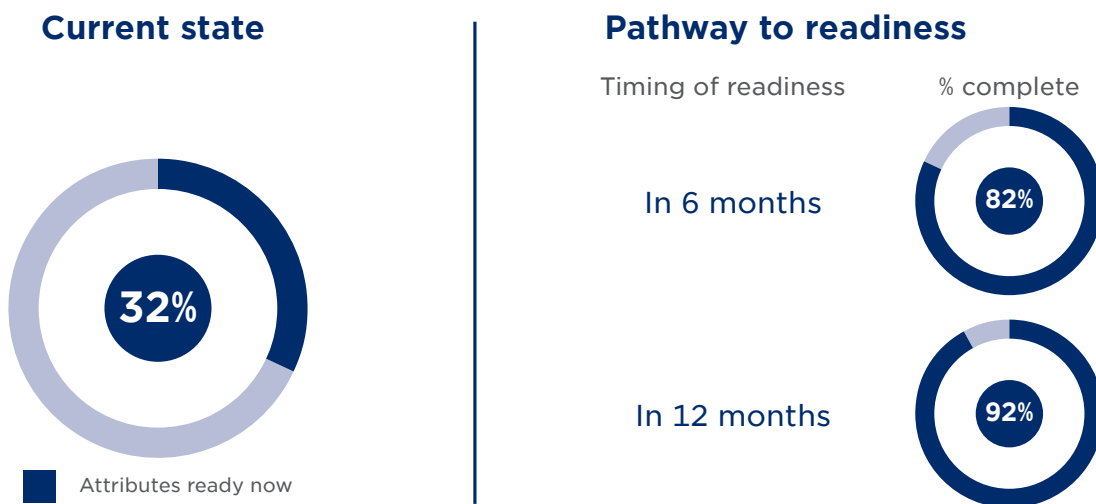 Current state
32%
Attributes ready now
Pathway to readiness
Timing of readiness % complete
In 6 months 82%
In 12 months 92%